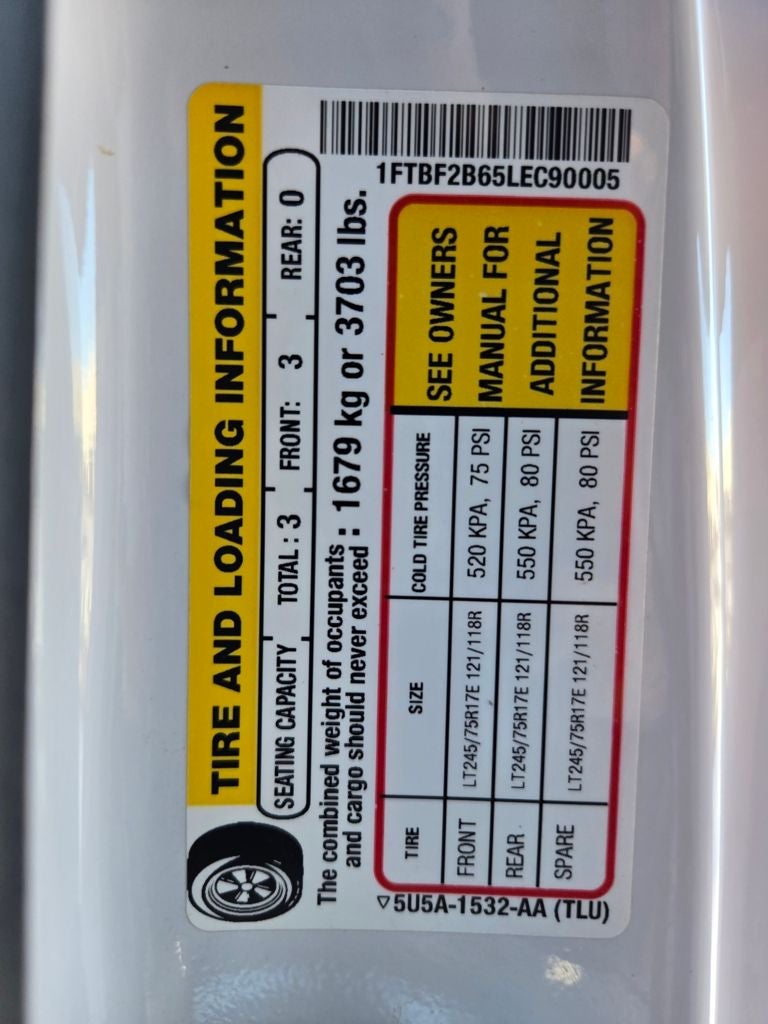 TIRE AND LOADING INFORMATION
SEATING CAPACITY TOTAL : 3 FRONT: 3 REAR: 0
The combined weight of occupants
and cargo should never exceed : 1679 kg or 3703 lbs.
TIRE SIZE COLD TIRE PRESSURE
FRONT LT245/75R17E 121/118R 520 KPA, 75 PSI
REAR LT245/75R17E 121/118R 550 KPA, 80 PSI
SPARE LT245/75R17E 121/118R 550 KPA, 80 PSI
SEE OWNERS
MANUAL FOR
ADDITIONAL
INFORMATION
5U5A-1532-AA (TLU)
1FTBF2B65LEC90005